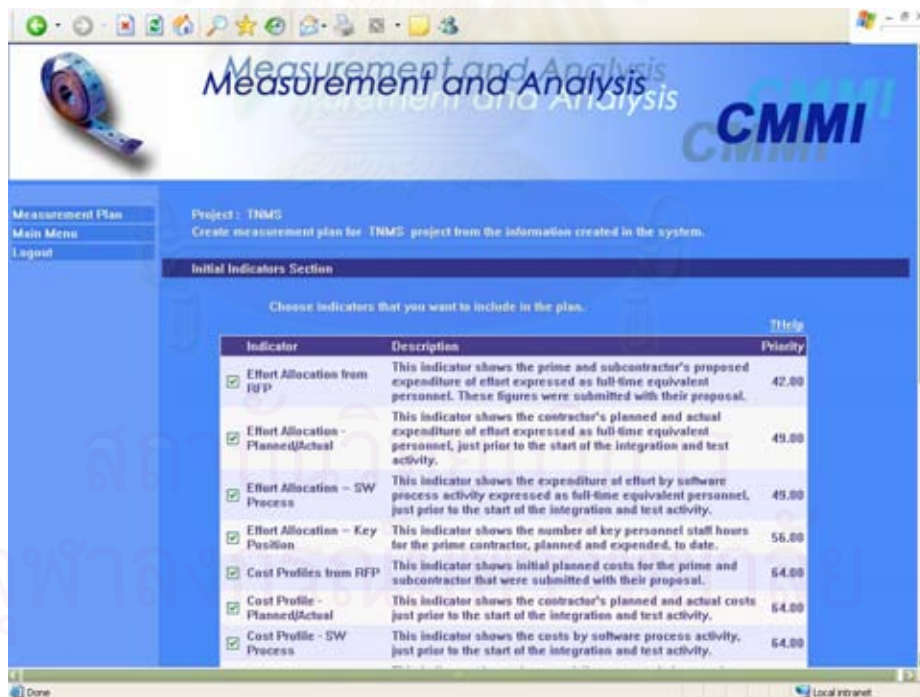 Measurement and Analysis
CMMI
Measurement Plan
Main Menu
Logout
Project : TNMS
Create measurement plan for TNMS project from the information created in the system.
Initial Indicators Section
Choose indicators that you want to include in the plan.
?Help
Indicator Description Priority
Effort Allocation from RFP
This indicator shows the prime and subcontractor's proposed
expenditure of effort expressed as full-time equivalent
personnel. These figures were submitted with their proposal.
42.00
Effort Allocation -
Planned/Actual
This indicator shows the contractor's planned and actual
expenditure of effort expressed as full-time equivalent
personnel, just prior to the start of the integration and test
activity.
49.00
Effort Allocation – SW
Process
This indicator shows the expenditure of effort by software
process activity expressed as full-time equivalent personnel,
just prior to the start of the integration and test activity.
49.00
Effort Allocation – Key
Position
This indicator shows the number of key personnel staff hours
for the prime contractor, planned and expended, to date.
56.00
Cost Profiles from RFP
This indicator shows initial planned costs for the prime and
subcontractor that were submitted with their proposal.
64.00
Cost Profile -
Planned/Actual
This indicator shows the contractor's planned and actual costs
just prior to the start of the integration and test activity.
64.00
Cost Profile - SW
Process
This indicator shows the costs by software process activity,
just prior to the start of the integration and test activity.
64.00
Done
Local intranet